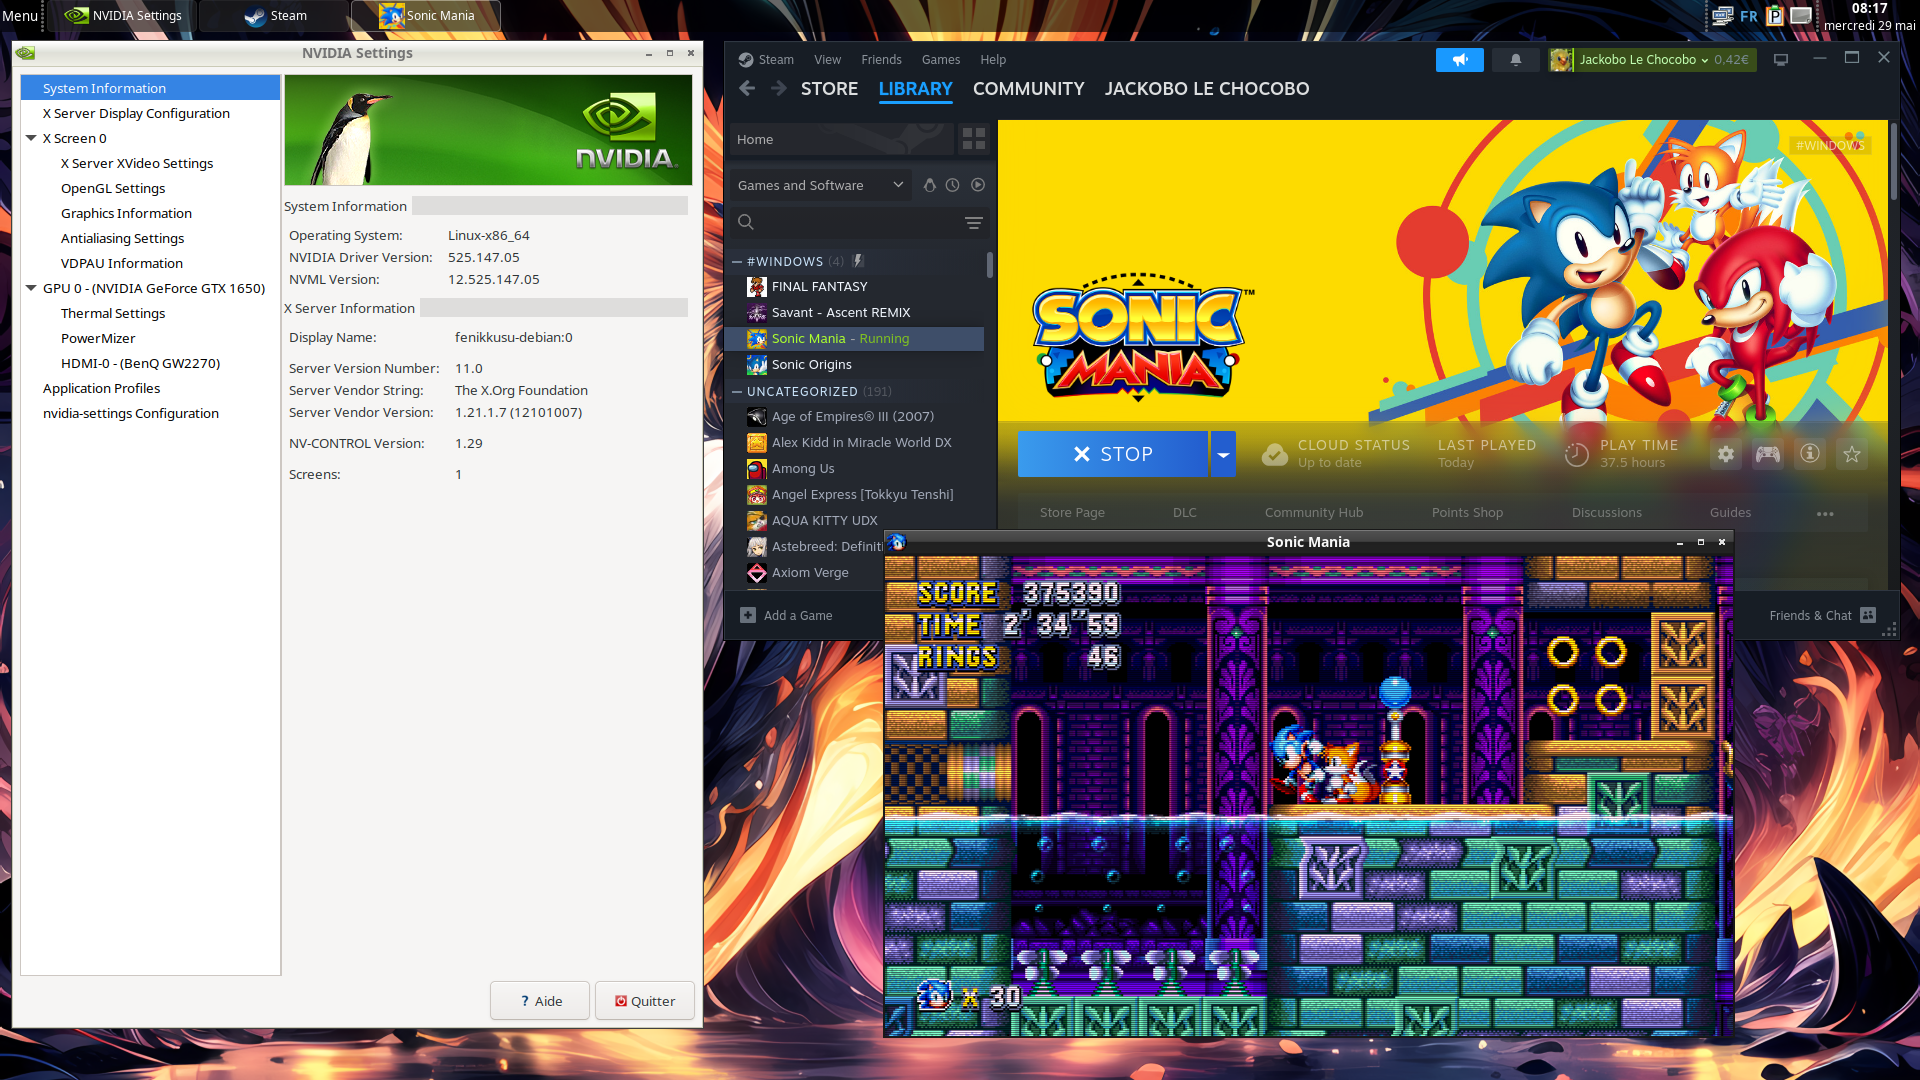 Menu
NVIDIA Settings
Steam
Sonic Mania
FR
P
08:17
mercredi 29 mai
NVIDIA Settings
System Information
X Server Display Configuration
X Screen 0
X Server XVideo Settings
OpenGL Settings
Graphics Information
Antialiasing Settings
VDPAU Information
GPU 0 - (NVIDIA GeForce GTX 1650)
Thermal Settings
PowerMizer
HDMI-0 - (BenQ GW2270)
Application Profiles
nvidia-settings Configuration
NVIDIA.
System Information
Operating System: Linux-x86_64
NVIDIA Driver Version: 525.147.05
NVML Version: 12.525.147.05
X Server Information
Display Name: fenikkusu-debian:0
Server Version Number: 11.0
Server Vendor String: The X.Org Foundation
Server Vendor Version: 1.21.1.7 (12101007)
NV-CONTROL Version: 1.29
Screens: 1
? Aide
Quitter
Steam View Friends Games Help
Jackobo Le Chocobo 0,42€
STORE LIBRARY COMMUNITY JACKOBO LE CHOCOBO
Home
Games and Software
#WINDOWS (4)
FINAL FANTASY
Savant - Ascent REMIX
Sonic Mania - Running
Sonic Origins
UNCATEGORIZED (191)
Age of Empires® III (2007)
Alex Kidd in Miracle World DX
Among Us
Angel Express [Tokkyu Tenshi]
AQUA KITTY UDX
Astebreed: Definiti
Axiom Verge
Add a Game
#WINDOWS
SONIC
MANIA
™
STOP
CLOUD STATUS
Up to date
LAST PLAYED
Today
PLAY TIME
37.5 hours
Store Page DLC Community Hub Points Shop Discussions Guides
Friends & Chat
Sonic Mania
SCORE 375390
TIME 2'34"59
RINGS 46
X 30